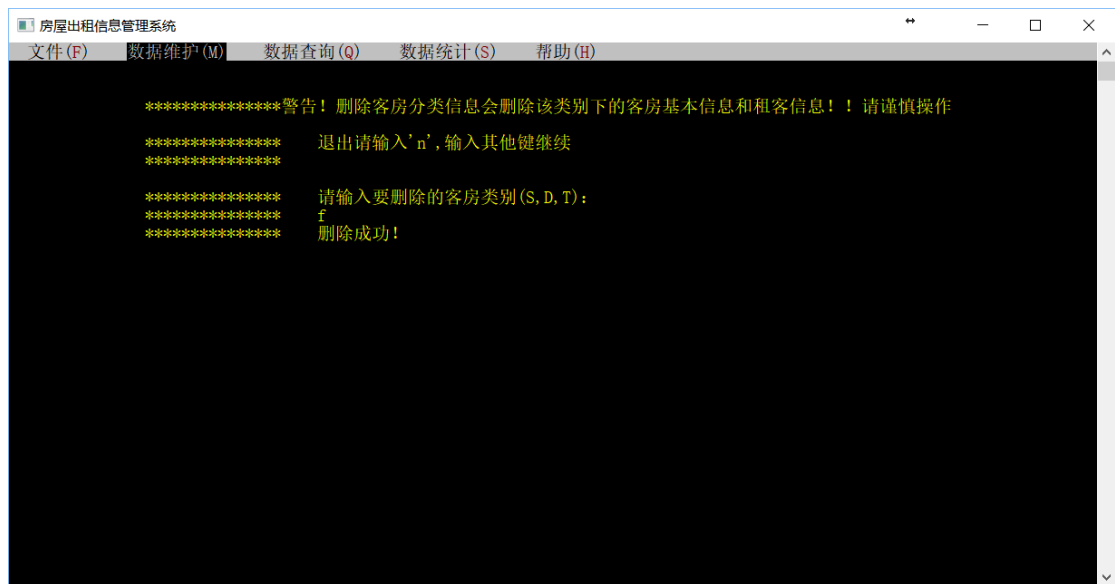 房屋出租信息管理系统
文件(F) 数据维护(M) 数据查询(Q) 数据统计(S) 帮助(H)
***************警告！删除客房分类信息会删除该类别下的客房基本信息和租客信息！！请谨慎操作
*************** 退出请输入'n',输入其他键继续
***************
*************** 请输入要删除的客房类别(S,D,T):
*************** f
*************** 删除成功!